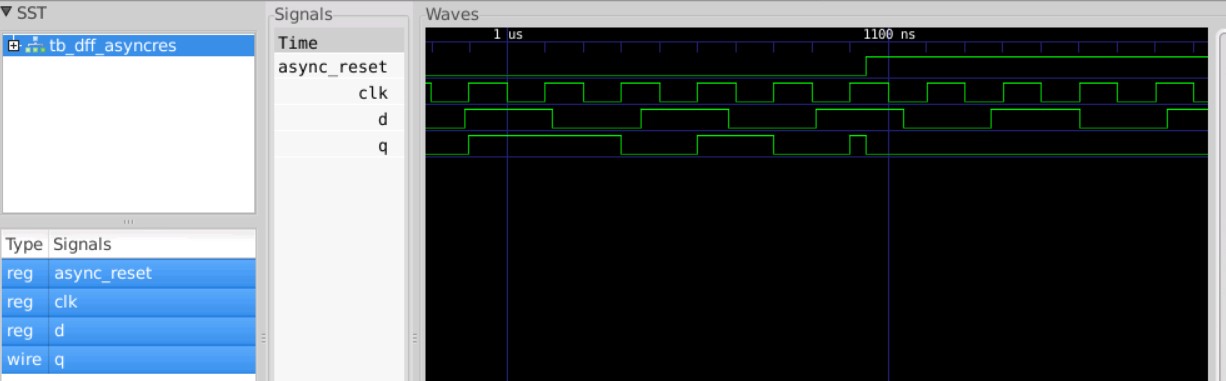 SST
tb_dff_asyncres
Type Signals
reg async_reset
reg clk
reg d
wire q
Signals
Time
async_reset
clk
d
q
Waves
1 us
1100 ns